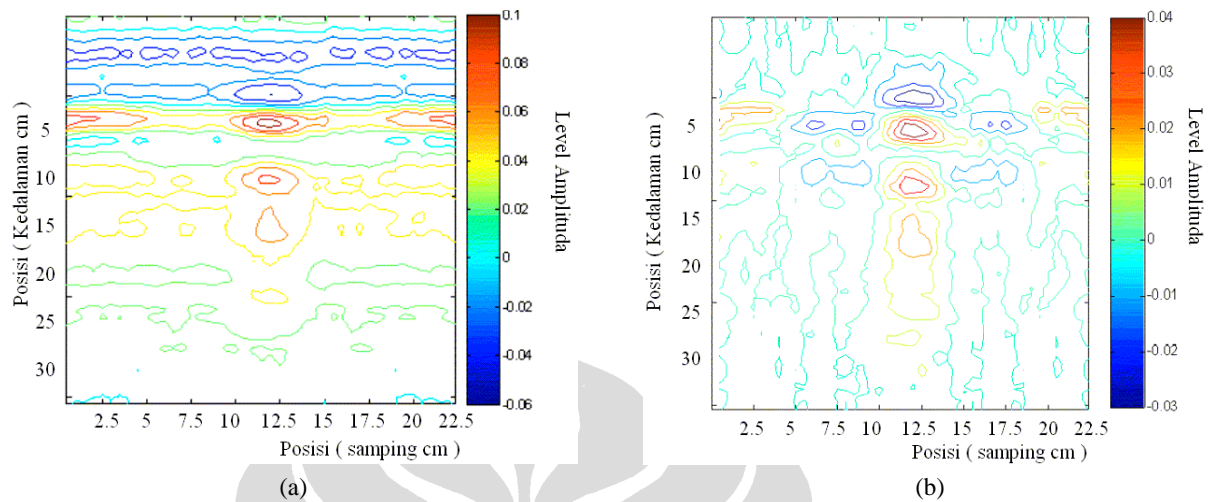 Posisi ( Kedalaman cm )
5
10
15
20
25
30
2.5 5 7.5 10 12.5 15 17.5 20 22.5
Posisi ( samping cm )
0.1
0.08
0.06
0.04
0.02
0
-0.02
-0.04
-0.06
Level Amplituda
(a)
Posisi ( Kedalaman cm )
5
10
15
20
25
30
2.5 5 7.5 10 12.5 15 17.5 20 22.5
Posisi ( samping cm )
0.04
0.03
0.02
0.01
0
-0.01
-0.02
-0.03
Level Amplituda
(b)